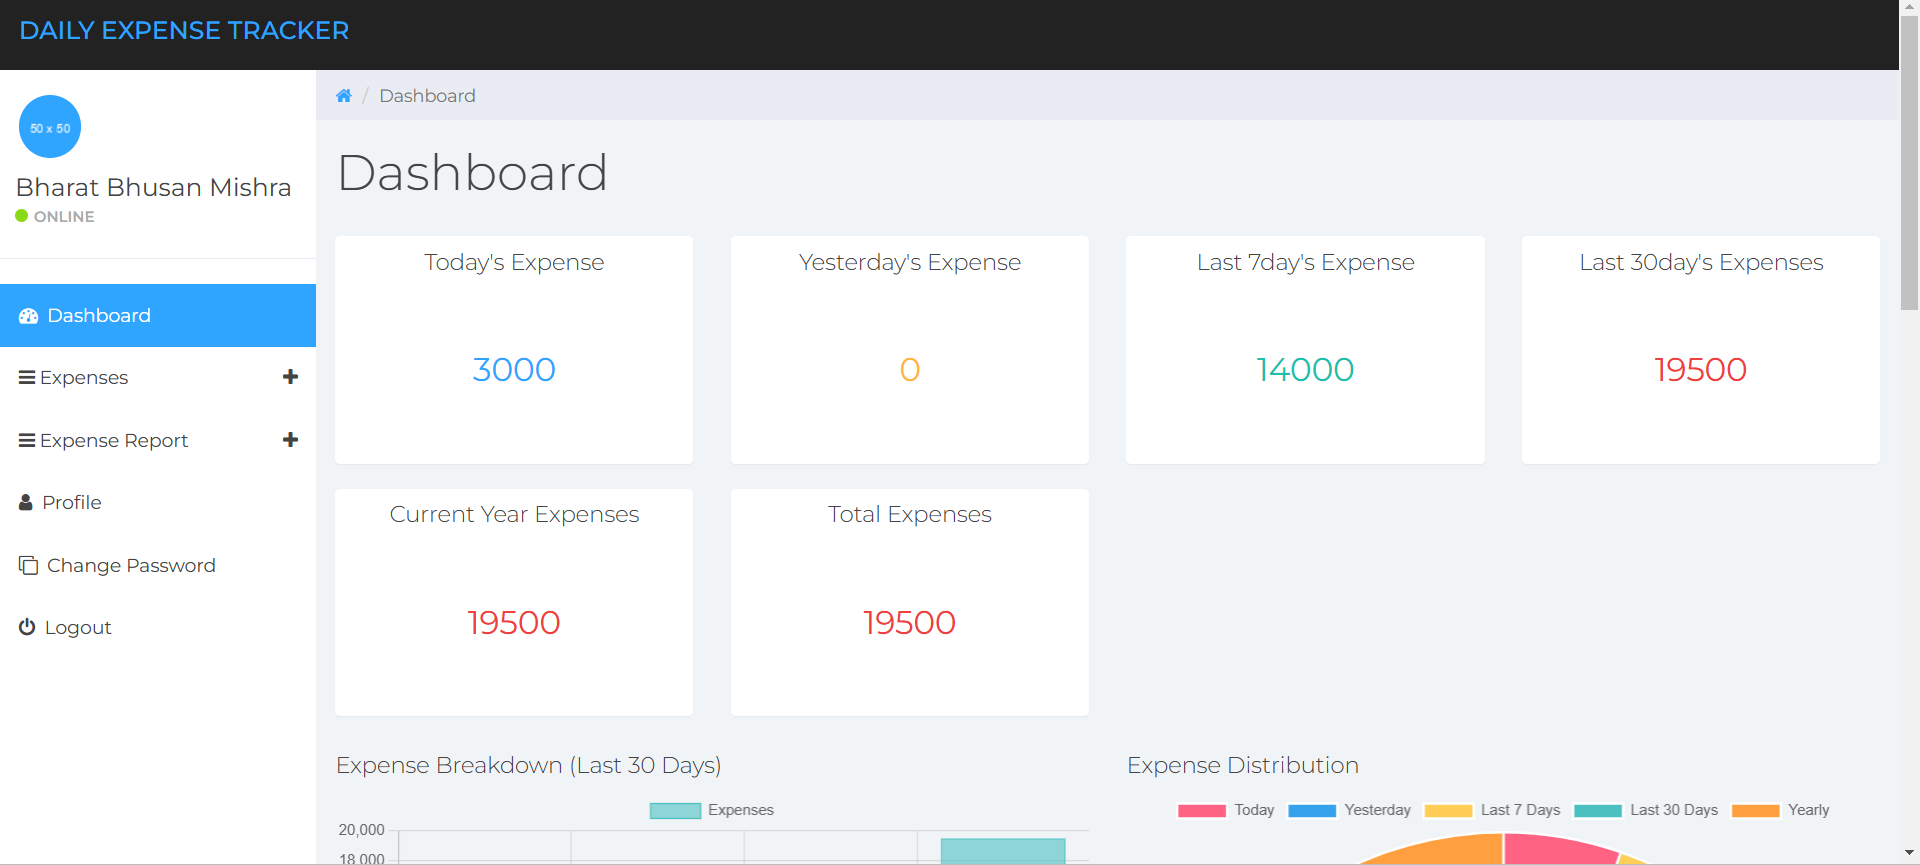 DAILY EXPENSE TRACKER
50 x 50
Bharat Bhusan Mishra
ONLINE
Dashboard
Expenses
Expense Report
Profile
Change Password
Logout
/ Dashboard
Dashboard
Today's Expense
3000
Yesterday's Expense
0
Last 7day's Expense
14000
Last 30day's Expenses
19500
Current Year Expenses
19500
Total Expenses
19500
Expense Breakdown (Last 30 Days)
Expenses
20,000
18,000
Expense Distribution
Today Yesterday Last 7 Days Last 30 Days Yearly